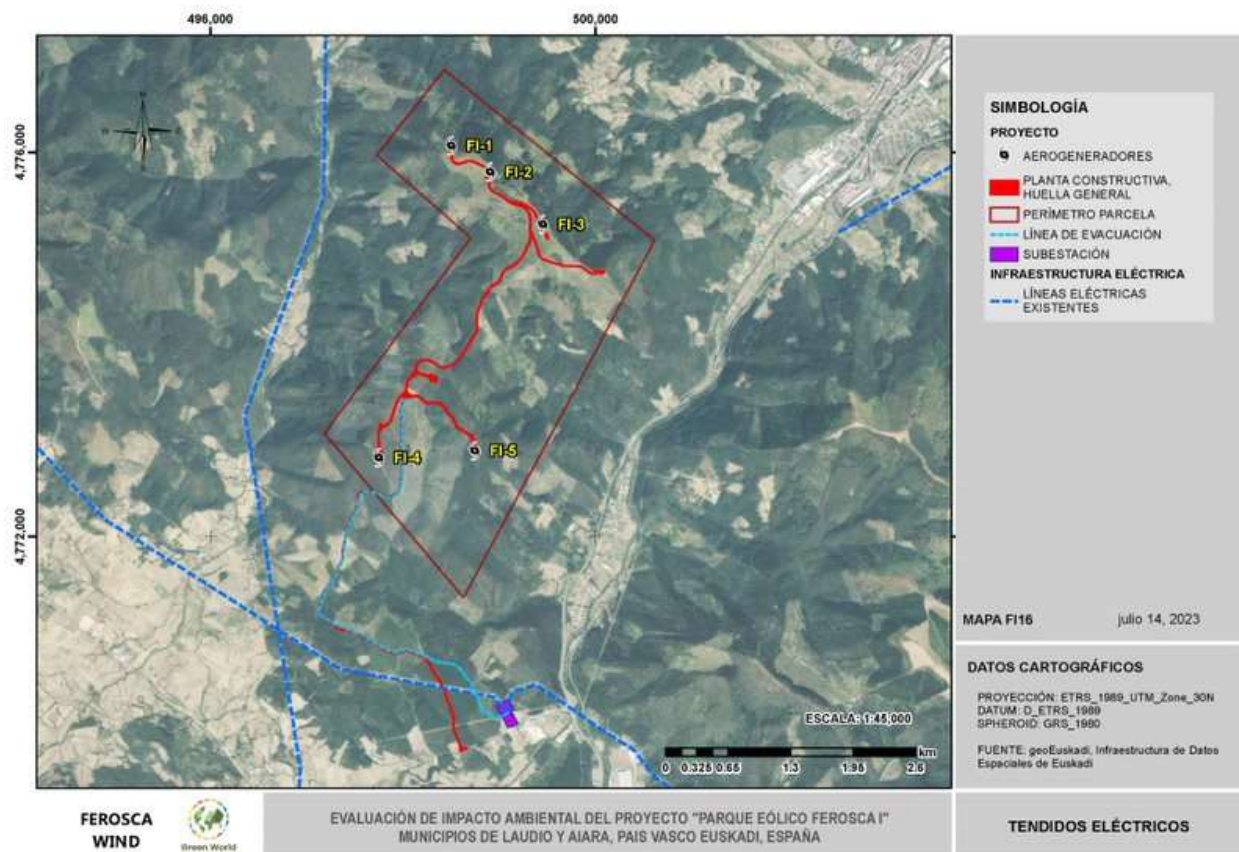 496,000
500,000
4,776,000
4,772,000
FI-1
FI-2
FI-3
FI-4
FI-5
ESCALA: 1:45,000
km
0 0.325 0.65 1.3 1.95 2.6
SIMBOLOGÍA
PROYECTO
AEROGENERADORES
PLANTA CONSTRUCTIVA.
HUELLA GENERAL
PERÍMETRO PARCELA
LÍNEA DE EVACUACIÓN
SUBESTACIÓN
INFRAESTRUCTURA ELÉCTRICA
LÍNEAS ELÉCTRICAS
EXISTENTES
MAPA FI16 julio 14, 2023
DATOS CARTOGRÁFICOS
PROYECCIÓN: ETRS_1989_UTM_Zone_30N
DATUM: D_ETRS_1989
SPHEROID: GRS_1980
FUENTE: geoEuskadi, Infraestructura de Datos
Espaciales de Euskadi
FEROSCA
WIND
Green World
EVALUACIÓN DE IMPACTO AMBIENTAL DEL PROYECTO "PARQUE EÓLICO FEROSCA I"
MUNICIPIOS DE LAUDIO Y AIARA, PAIS VASCO EUSKADI, ESPAÑA
TENDIDOS ELÉCTRICOS